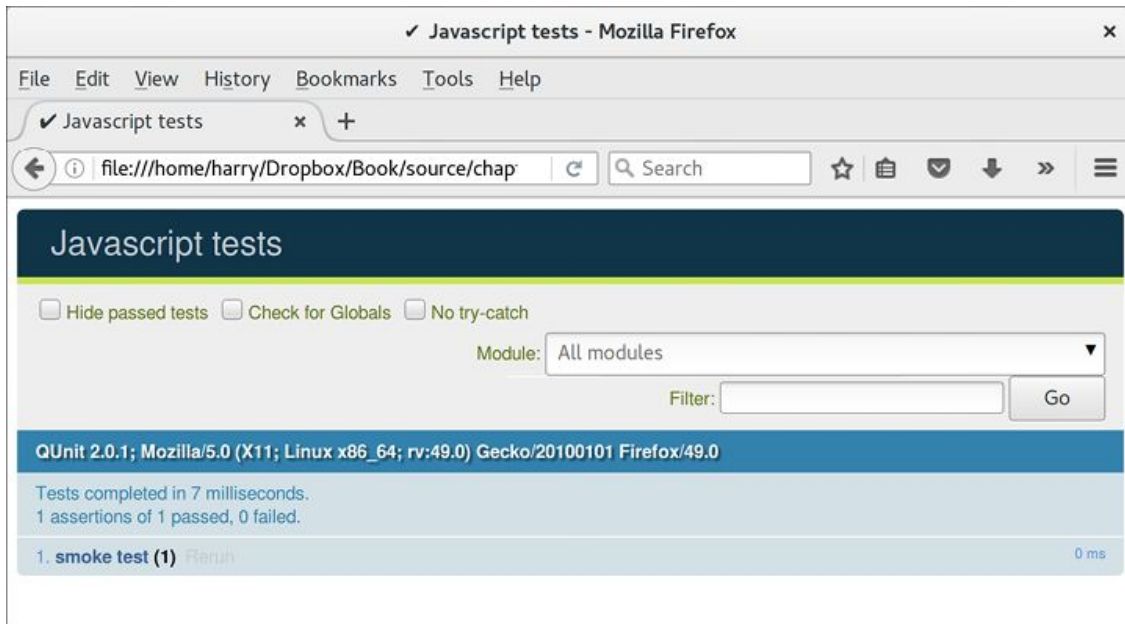 ✔ Javascript tests - Mozilla Firefox
File Edit View History Bookmarks Tools Help
✔ Javascript tests
file:///home/harry/Dropbox/Book/source/chap
Search
Javascript tests
Hide passed tests Check for Globals No try-catch
Module: All modules
Filter: Go
QUnit 2.0.1; Mozilla/5.0 (X11; Linux x86_64; rv:49.0) Gecko/20100101 Firefox/49.0
Tests completed in 7 milliseconds.
1 assertions of 1 passed, 0 failed.
1. smoke test (1) Rerun 0 ms